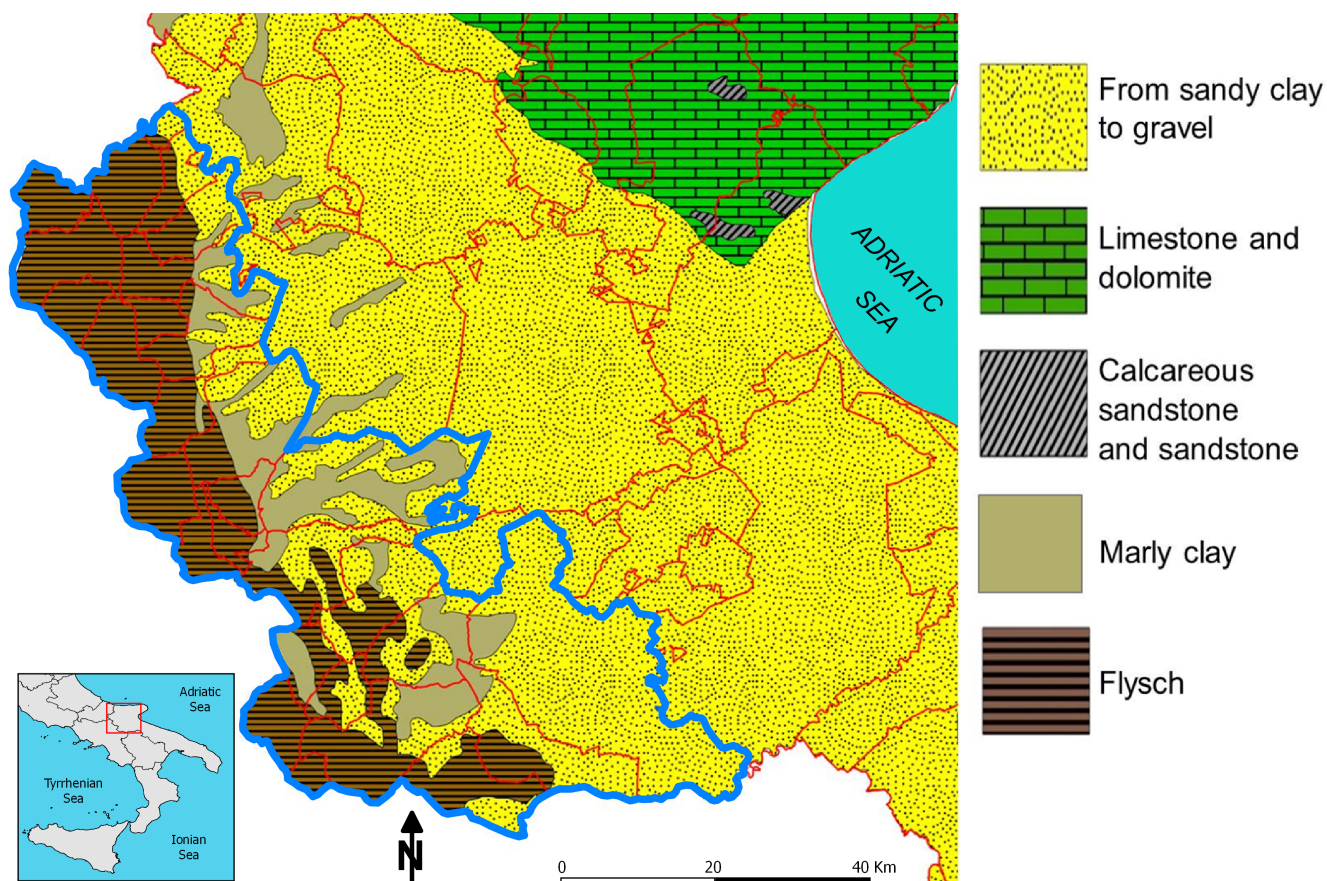 ADRIATIC
SEA
From sandy clay
to gravel
Limestone and
dolomite
Calcareous
sandstone
and sandstone
Marly clay
Flysch
Adriatic
Sea
Tyrrhenian
Sea
Ionian
Sea
N
0 20 40 Km